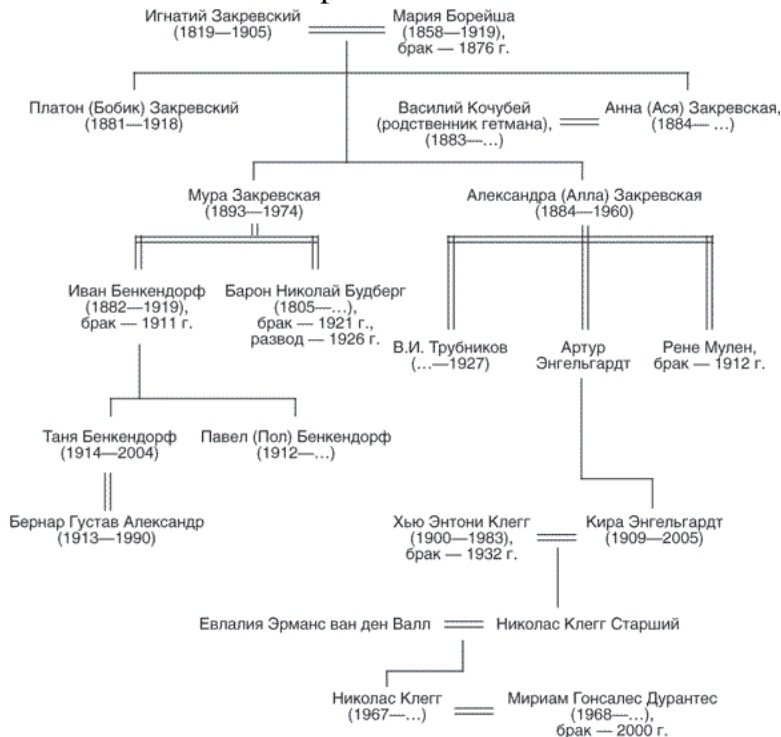 Игнатий Закревский
(1819—1905)
Мария Борейша
(1858—1919),
брак — 1876 г.
Платон (Бобик) Закревский
(1881—1918)
Василий Кочубей
(родственник гетмана),
(1883—...)
Анна (Ася) Закревская,
(1884— ...)
Мура Закревская
(1893—1974)
Александра (Алла) Закревская
(1884—1960)
Иван Бенкендорф
(1882—1919),
брак — 1911 г.
Барон Николай Будберг
(1805—...),
брак — 1921 г.,
развод — 1926 г.
В.И. Трубников
(...—1927)
Артур
Энгельгардт
Рене Мулен,
брак — 1912 г.
Таня Бенкендорф
(1914—2004)
Павел (Пол) Бенкендорф
(1912—...)
Бернар Густав Александр
(1913—1990)
Хью Энтони Клегг
(1900—1983),
брак — 1932 г.
Кира Энгельгардт
(1909—2005)
Евлалия Эрманс ван ден Валл
Николас Клегг Старший
Николас Клегг
(1967—...)
Мириам Гонсалес Дурантес
(1968—...),
брак — 2000 г.